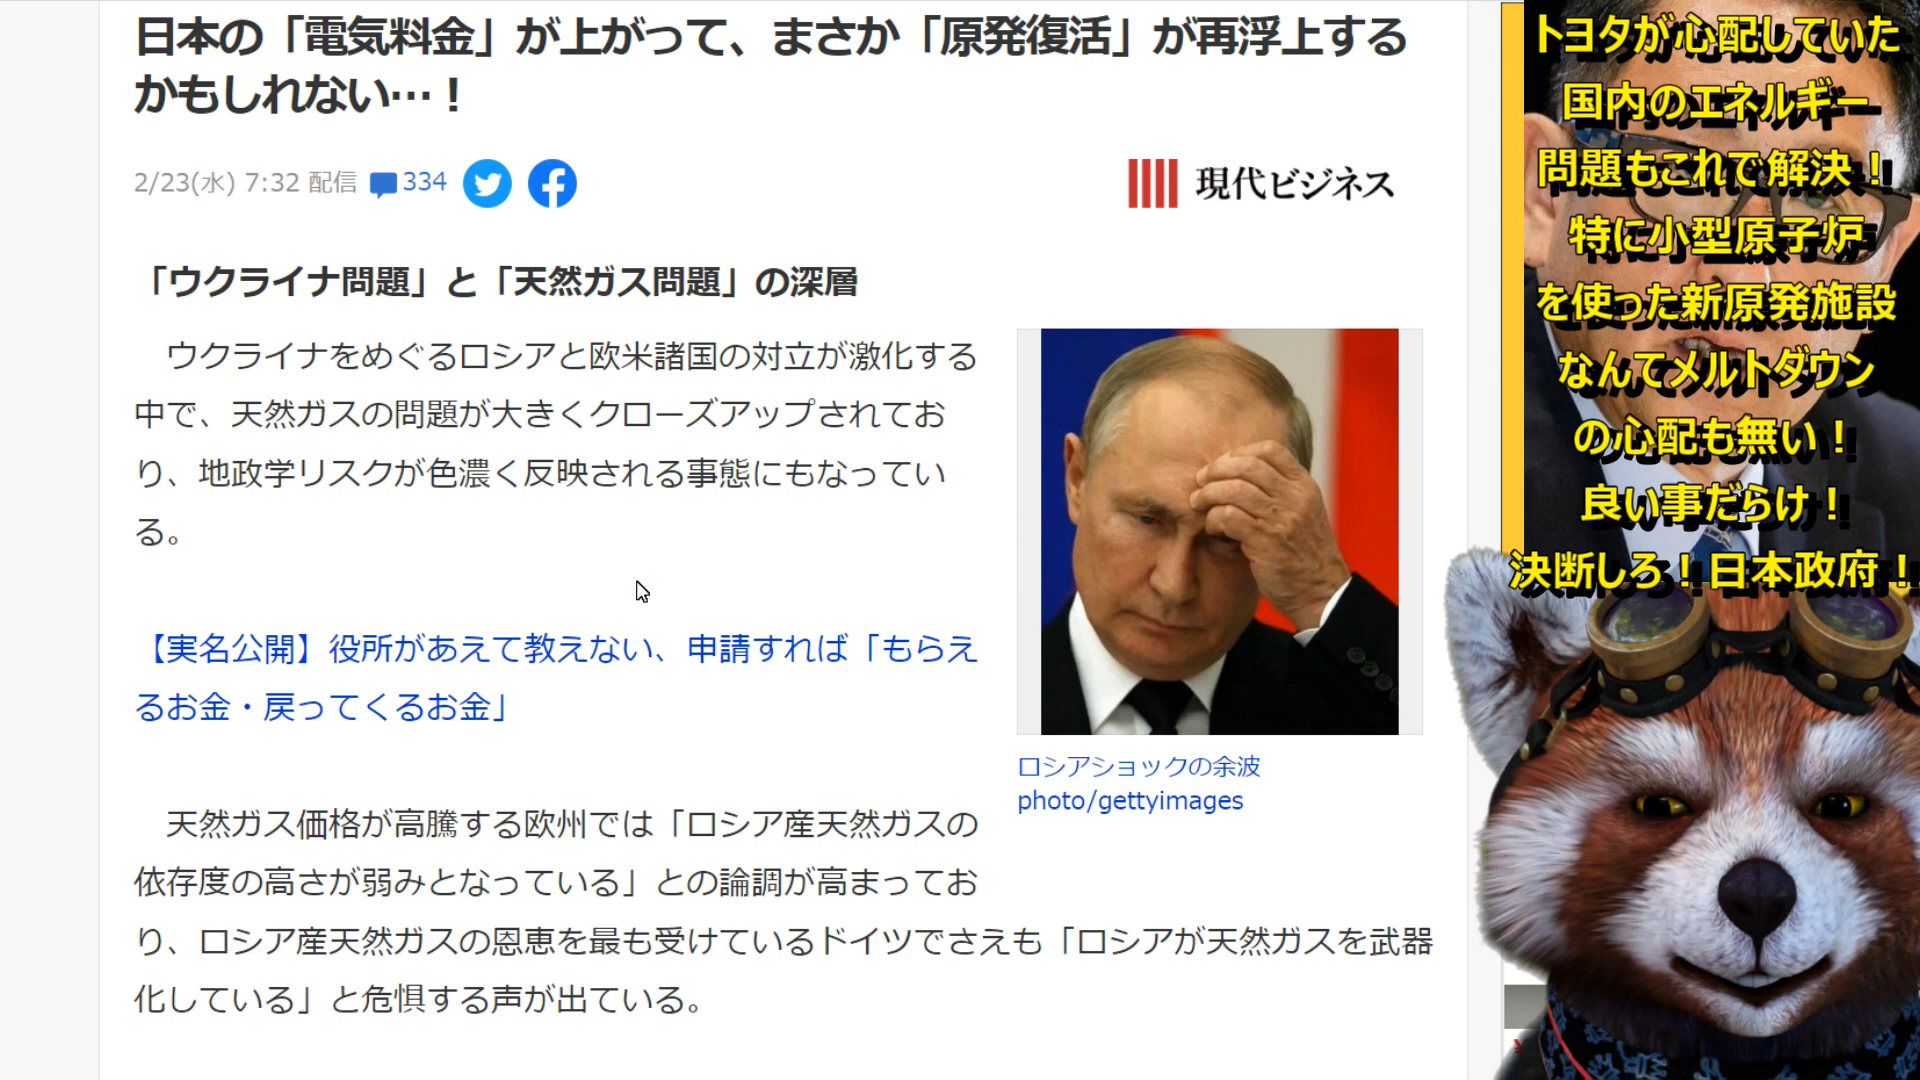 日本の「電気料金」が上がって、まさか「原発復活」が再浮上する
かもしれない…！
2/23(水) 7:32 配信 334
現代ビジネス
「ウクライナ問題」と「天然ガス問題」の深層
ウクライナをめぐるロシアと欧米諸国の対立が激化する
中で、天然ガスの問題が大きくクローズアップされてお
り、地政学リスクが色濃く反映される事態にもなってい
る。
【実名公開】役所があえて教えない、申請すれば「もらえ
るお金・戻ってくるお金」
天然ガス価格が高騰する欧州では「ロシア産天然ガスの
依存度の高さが弱みとなっている」との論調が高まってお
り、ロシア産天然ガスの恩恵を最も受けているドイツでさえも「ロシアが天然ガスを武器
化している」と危惧する声が出ている。
ロシアショックの余波
photo/gettyimages
トヨタが心配していた
国内のエネルギー
問題もこれで解決！
特に小型原子炉
を使った新原発施設
なんてメルトダウン
の心配も無い！
良い事だらけ！
決断しろ！日本政府！